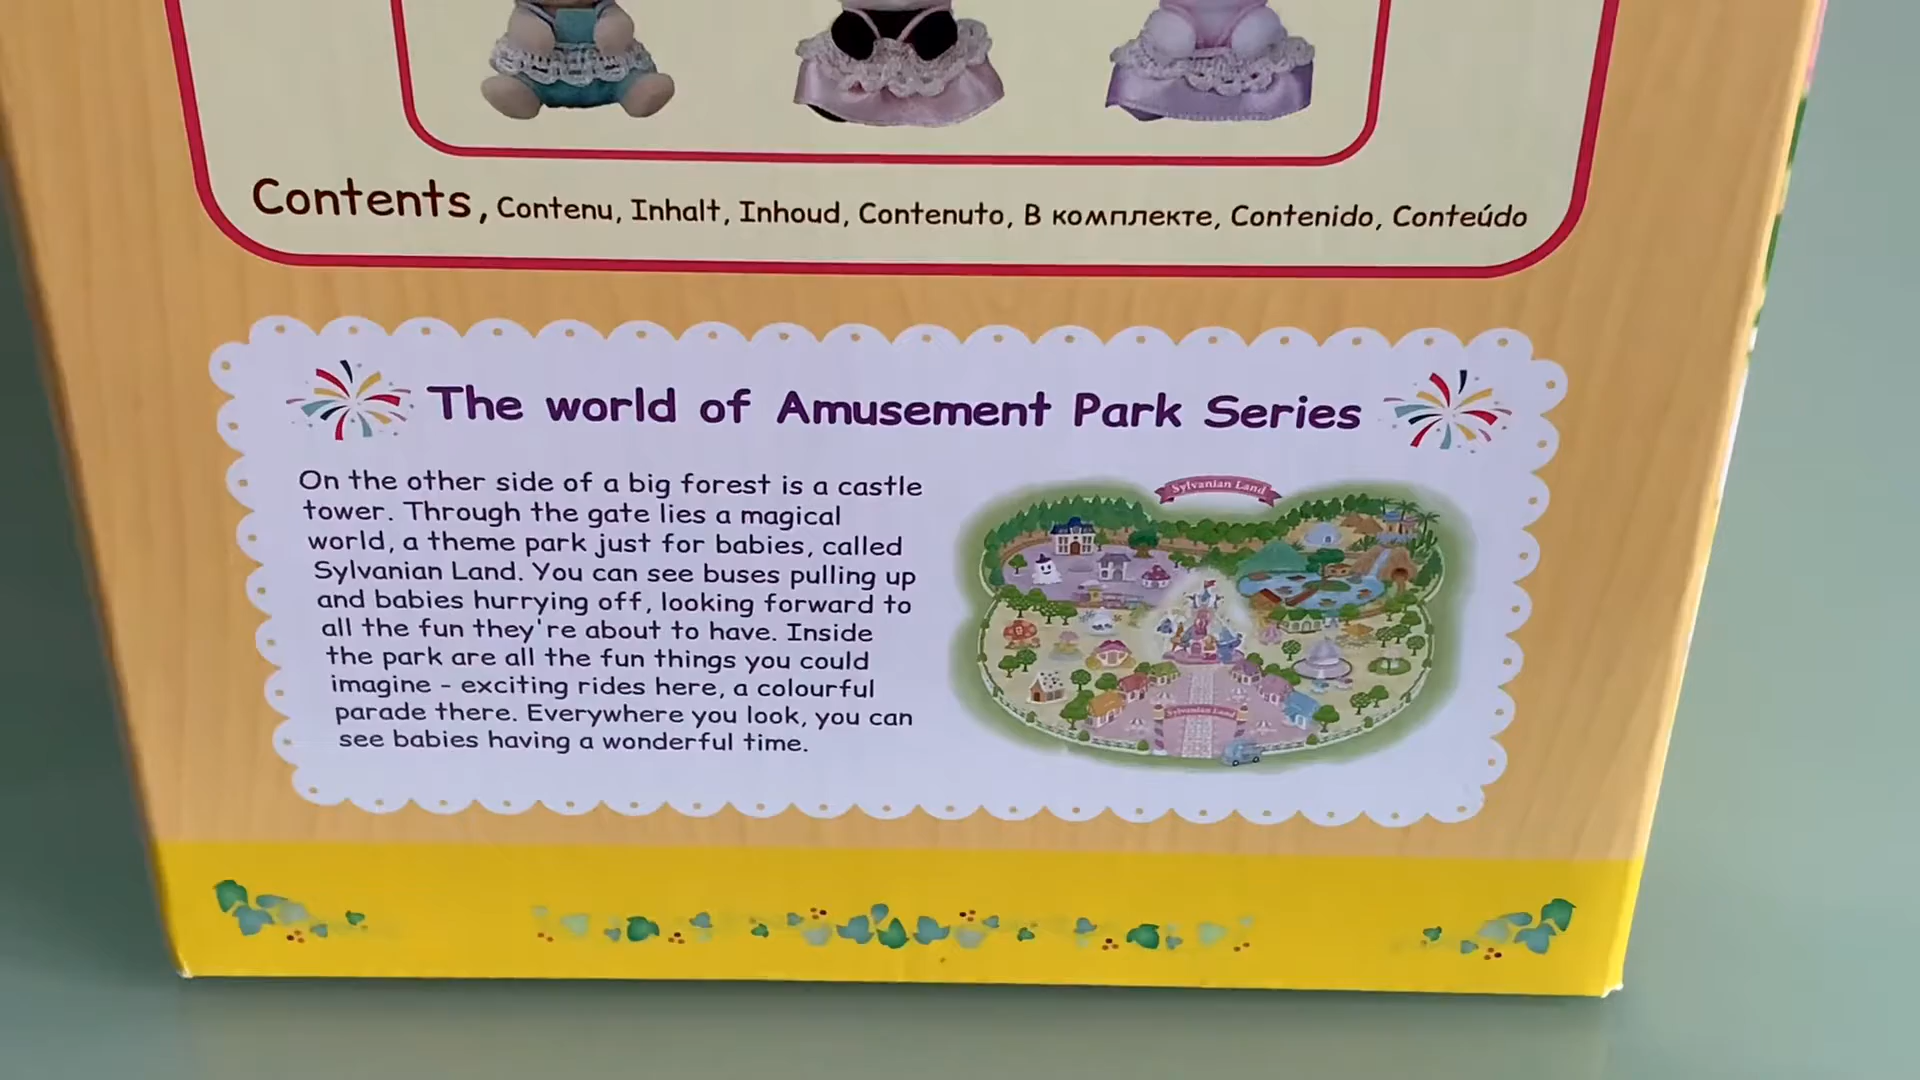 Contents, Contenu, Inhalt, Inhoud, Contenuto, В комплекте, Contenido, Conteúdo
The world of Amusement Park Series
On the other side of a big forest is a castle
tower. Through the gate lies a magical
world, a theme park just for babies, called
Sylvanian Land. You can see buses pulling up
and babies hurrying off, looking forward to
all the fun they're about to have. Inside
the park are all the fun things you could
imagine - exciting rides here, a colourful
parade there. Everywhere you look, you can
see babies having a wonderful time.
Sylvanian Land
Sylvanian Land